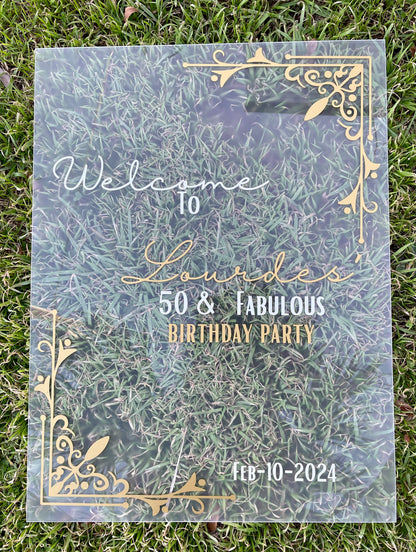 Welcome
To
Lourdes'
50 & Fabulous
Birthday Party
Feb-10-2024